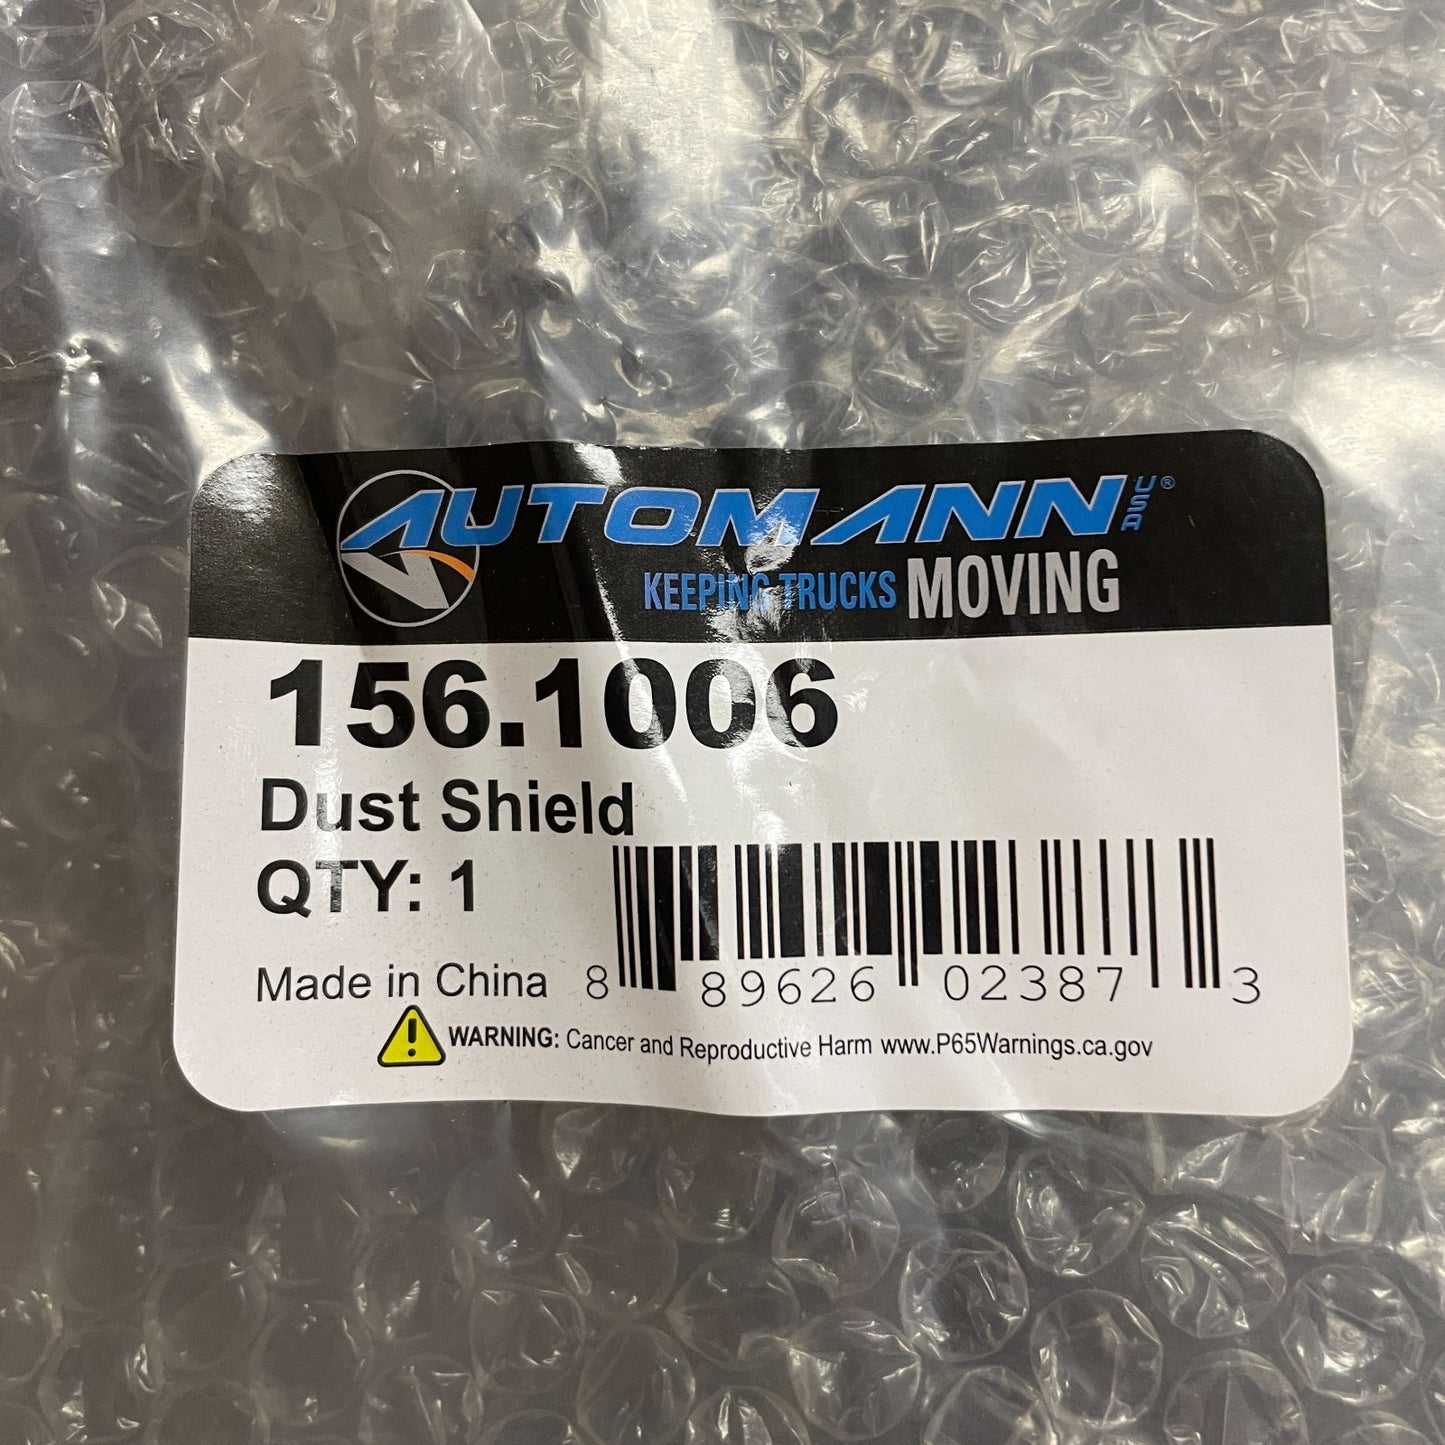 AUTOMANN USA®
KEEPING TRUCKS MOVING
156.1006
Dust Shield
QTY: 1
Made in China
8 89626 02387 3
WARNING: Cancer and Reproductive Harm www.P65Warnings.ca.gov